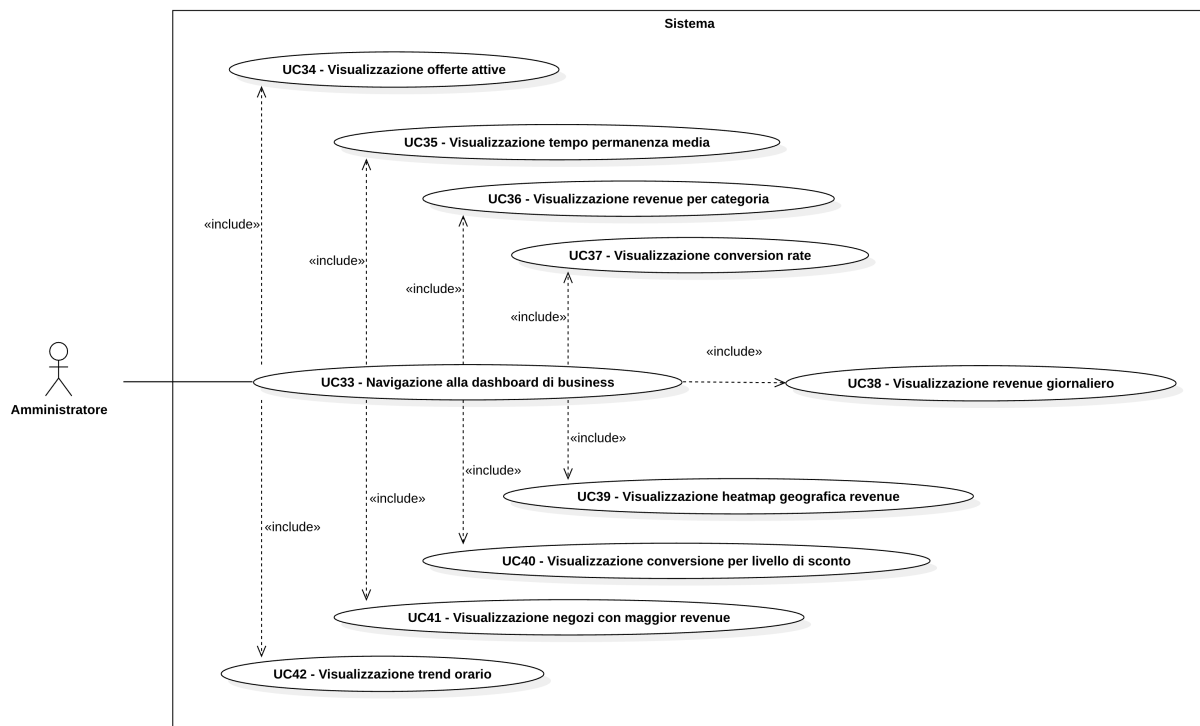 Sistema
UC34 - Visualizzazione offerte attive
UC35 - Visualizzazione tempo permanenza media
UC36 - Visualizzazione revenue per categoria
«include»
UC37 - Visualizzazione conversion rate
«include»
«include»
«include»
«include»
UC33 - Navigazione alla dashboard di business
UC38 - Visualizzazione revenue giornaliero
Amministratore
«include»
«include»
UC39 - Visualizzazione heatmap geografica revenue
«include»
«include»
UC40 - Visualizzazione conversione per livello di sconto
UC41 - Visualizzazione negozi con maggior revenue
UC42 - Visualizzazione trend orario